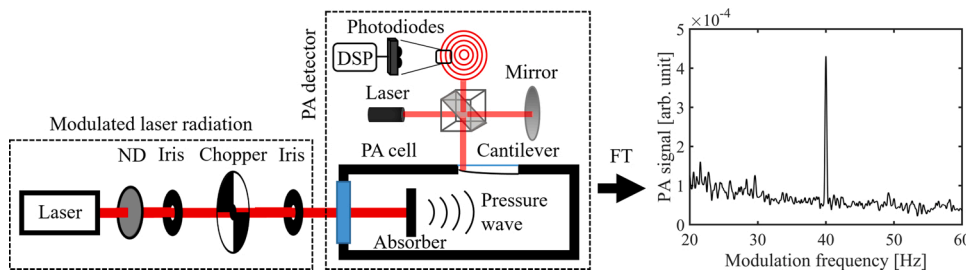 Modulated laser radiation
ND Iris Chopper Iris
Laser
PA detector
Photodiodes
DSP
Laser
Mirror
PA cell
Cantilever
Pressure
wave
Absorber
FT
×10⁻⁴
5
4
3
2
1
0
PA signal [arb. unit]
20 30 40 50 60
Modulation frequency [Hz]